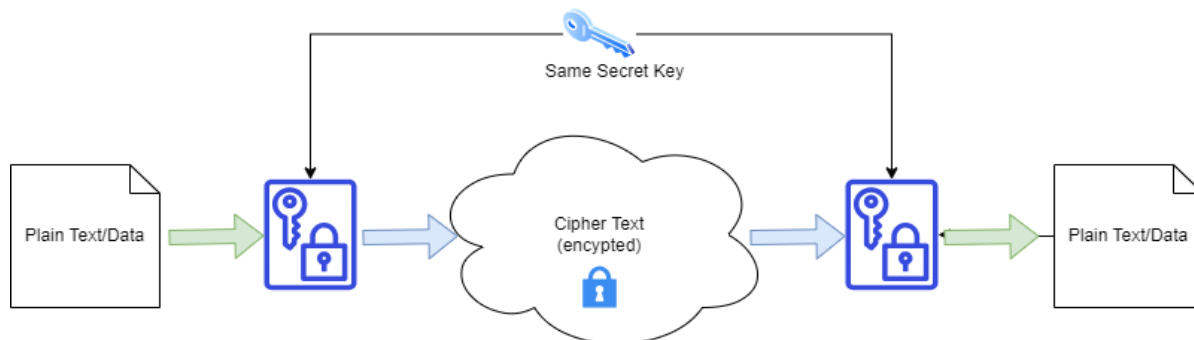 Same Secret Key
Plain Text/Data
Cipher Text
(encypted)
Plain Text/Data